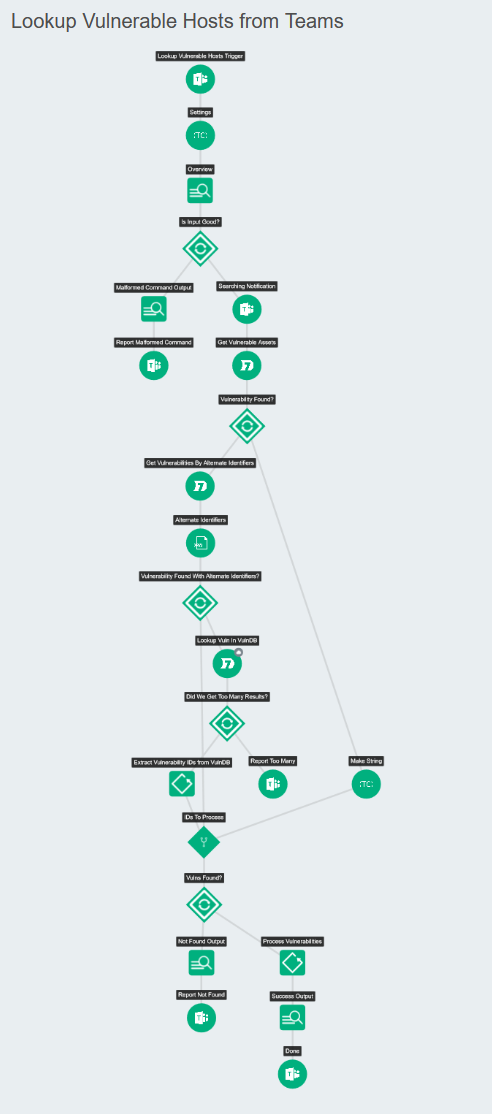 Lookup Vulnerable Hosts from Teams
Lookup Vulnerable Hosts Trigger
Settings
Overview
Is Input Good?
Malformed Command Output
Searching Notification
Report Malformed Command
Get Vulnerable Assets
Vulnerability Found?
Get Vulnerabilities By Alternate Identifiers
Alternate Identifiers
Vulnerability Found With Alternate Identifiers?
Lookup Vuln in VulnDB
Did We Get Too Many Results?
Extract Vulnerability IDs from VulnDB
Report Too Many
Make String
IDs To Process
Vulns Found?
Not Found Output
Process Vulnerabilities
Report Not Found
Success Output
Done